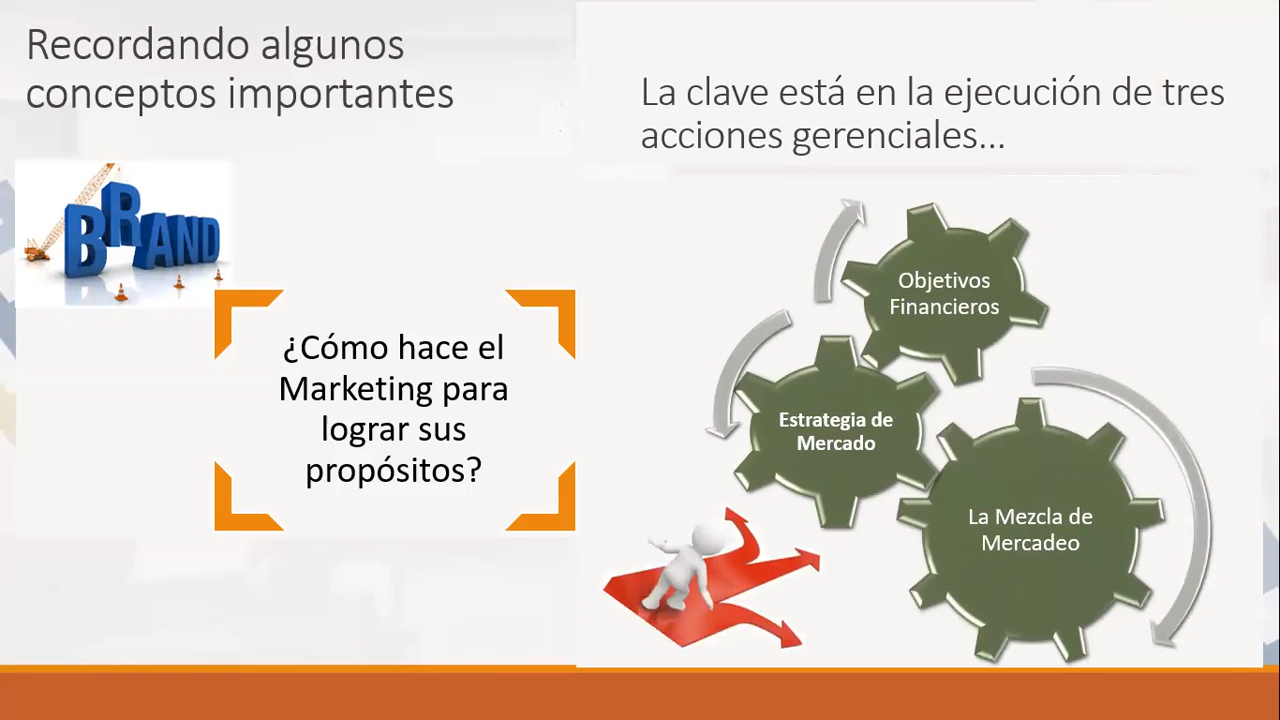 Recordando algunos
conceptos importantes
BRAND
¿Cómo hace el
Marketing para
lograr sus
propósitos?
La clave está en la ejecución de tres
acciones gerenciales...
Objetivos
Financieros
Estrategia de
Mercado
La Mezcla de
Mercadeo